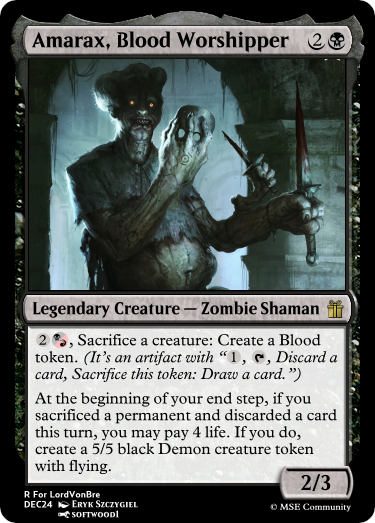 Amarax, Blood Worshipper 2
Legendary Creature — Zombie Shaman
2, Sacrifice a creature: Create a Blood
token. (It's an artifact with “1, , Discard a
card, Sacrifice this token: Draw a card.”)
At the beginning of your end step, if you
sacrificed a permanent and discarded a card
this turn, you may pay 4 life. If you do,
create a 5/5 black Demon creature token
with flying.
2/3
R For LordVonBre
DEC24 Eryk Szczygiel
softwood1
© MSE Community